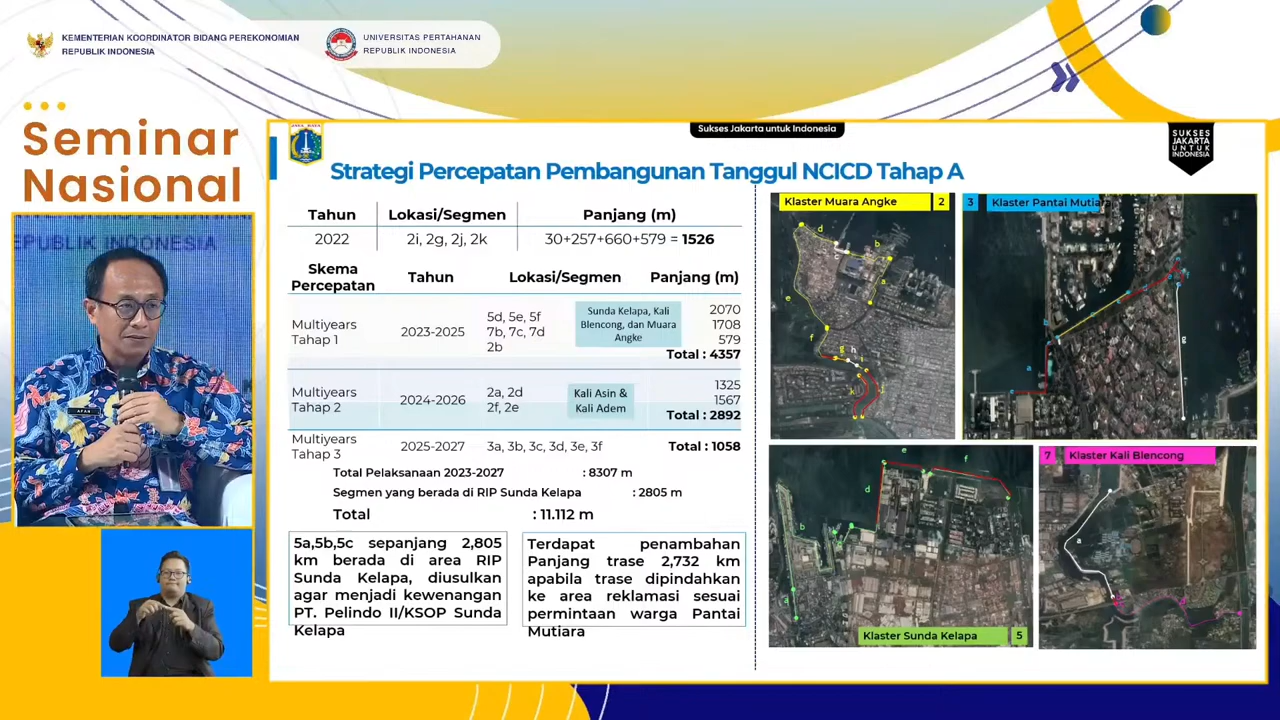 KEMENTERIAN KOORDINATOR BIDANG PEREKONOMIAN
REPUBLIK INDONESIA
UNIVERSITAS PERTAHANAN
REPUBLIK INDONESIA
Seminar
Nasional
EPUBLIK INDONESIA
AFAN
JAYA RAYA
Sukses Jakarta untuk Indonesia
SUKSES
JAKARTA
UNTUK
INDONESIA
Strategi Percepatan Pembangunan Tanggul NCICD Tahap A
Tahun Lokasi/Segmen Panjang (m)
2022 2i, 2g, 2j, 2k 30+257+660+579 = 1526
Skema
Percepatan Tahun Lokasi/Segmen Panjang (m)
Multiyears
Tahap 1
2023-2025
5d, 5e, 5f
7b, 7c, 7d
2b
Sunda Kelapa, Kali
Blencong, dan Muara
Angke
2070
1708
579
Total : 4357
Multiyears
Tahap 2
2024-2026
2a, 2d
2f, 2e
Kali Asin &
Kali Adem
1325
1567
Total : 2892
Multiyears
Tahap 3
2025-2027
3a, 3b, 3c, 3d, 3e, 3f
Total : 1058
Total Pelaksanaan 2023-2027 : 8307 m
Segmen yang berada di RIP Sunda Kelapa : 2805 m
Total : 11.112 m
5a,5b,5c sepanjang 2,805
km berada di area RIP
Sunda Kelapa, diusulkan
agar menjadi kewenangan
PT. Pelindo II/KSOP Sunda
Kelapa
Terdapat penambahan
Panjang trase 2,732 km
apabila trase dipindahkan
ke area reklamasi sesuai
permintaan warga Pantai
Mutiara
Klaster Muara Angke 2
d
b
a
e
f
g
h
i
k
j
3 Klaster Pantai Mutiara
a
g
e
f
d
b
a
Klaster Sunda Kelapa 5
7 Klaster Kali Blencong
a